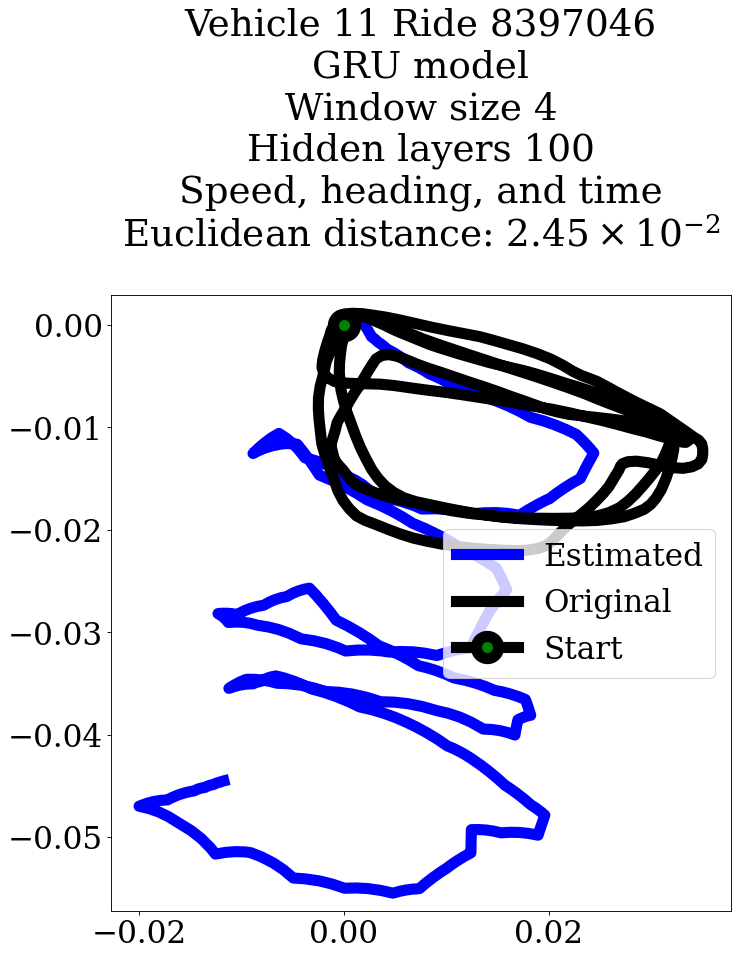 Vehicle 11 Ride 8397046
GRU model
Window size 4
Hidden layers 100
Speed, heading, and time
Euclidean distance: 2.45 × 10⁻²
0.00
−0.01
−0.02
−0.03
−0.04
−0.05
Estimated
Original
Start
−0.02 0.00 0.02